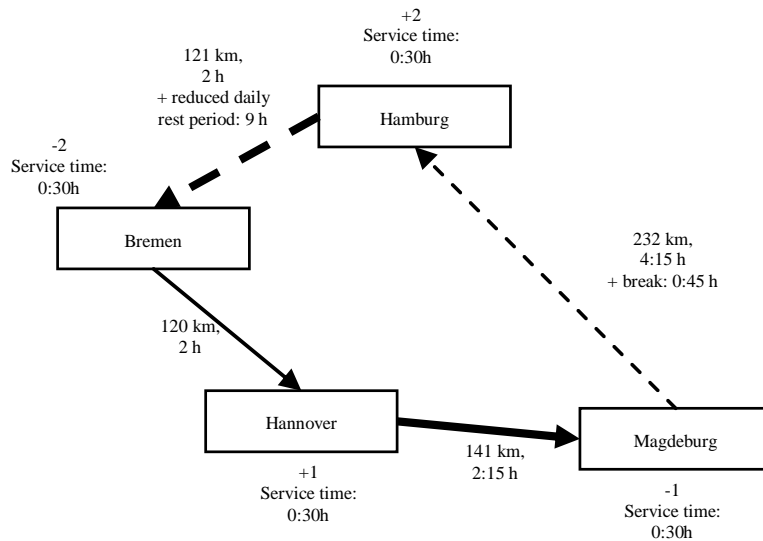 +2
Service time:
0:30h
121 km,
2 h
+ reduced daily
rest period: 9 h
Hamburg
-2
Service time:
0:30h
Bremen
232 km,
4:15 h
+ break: 0:45 h
120 km,
2 h
Hannover
Magdeburg
141 km,
2:15 h
+1
Service time:
0:30h
-1
Service time:
0:30h